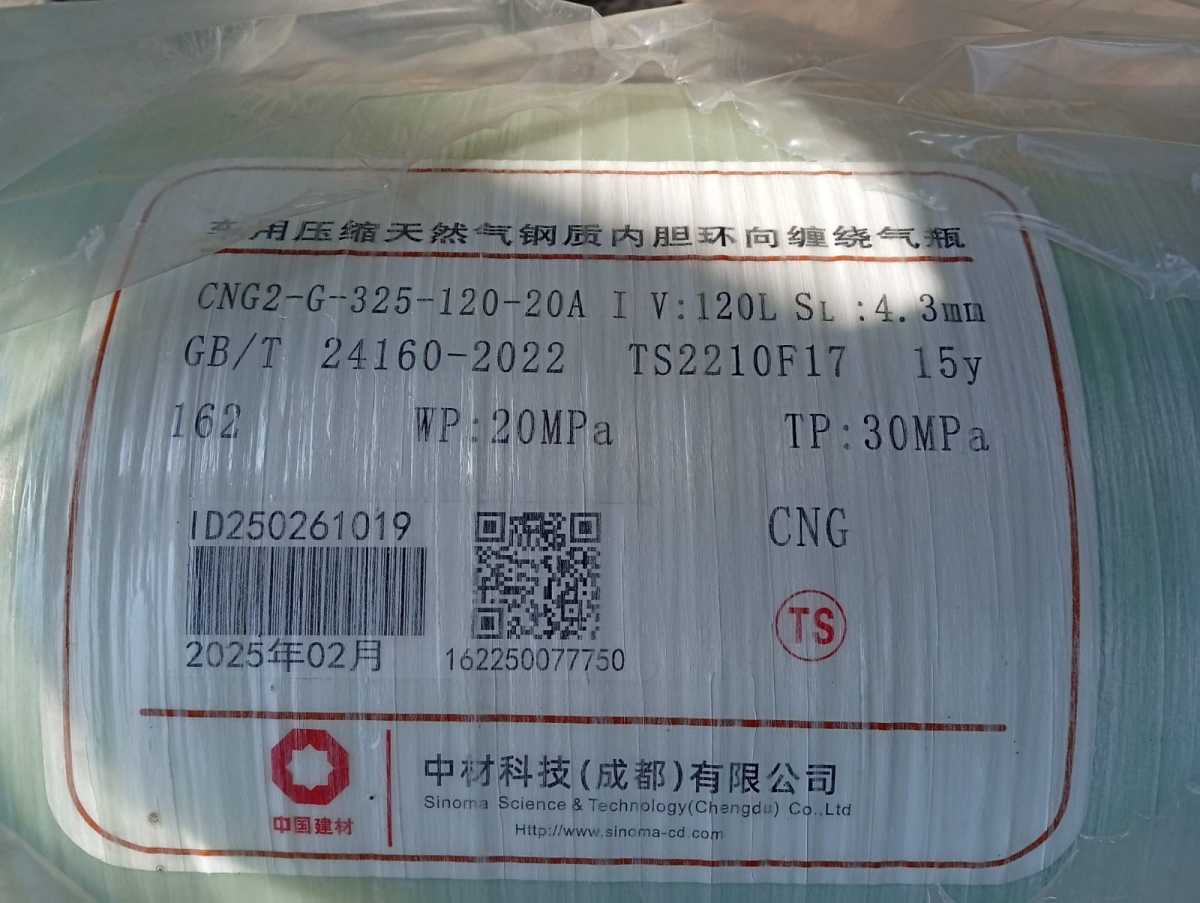 车用压缩天然气钢质内胆环向缠绕气瓶
CNG2-G-325-120-20A I V:120L SL:4.3mm
GB/T 24160-2022 TS2210F17 15y
162 WP:20MPa TP:30MPa
ID250261019
CNG
2025年02月
162250077750
TS
中国建材
中材科技(成都)有限公司
Sinoma Science & Technology(Chengdu) Co.,Ltd
Http://www.sinoma-cd.com